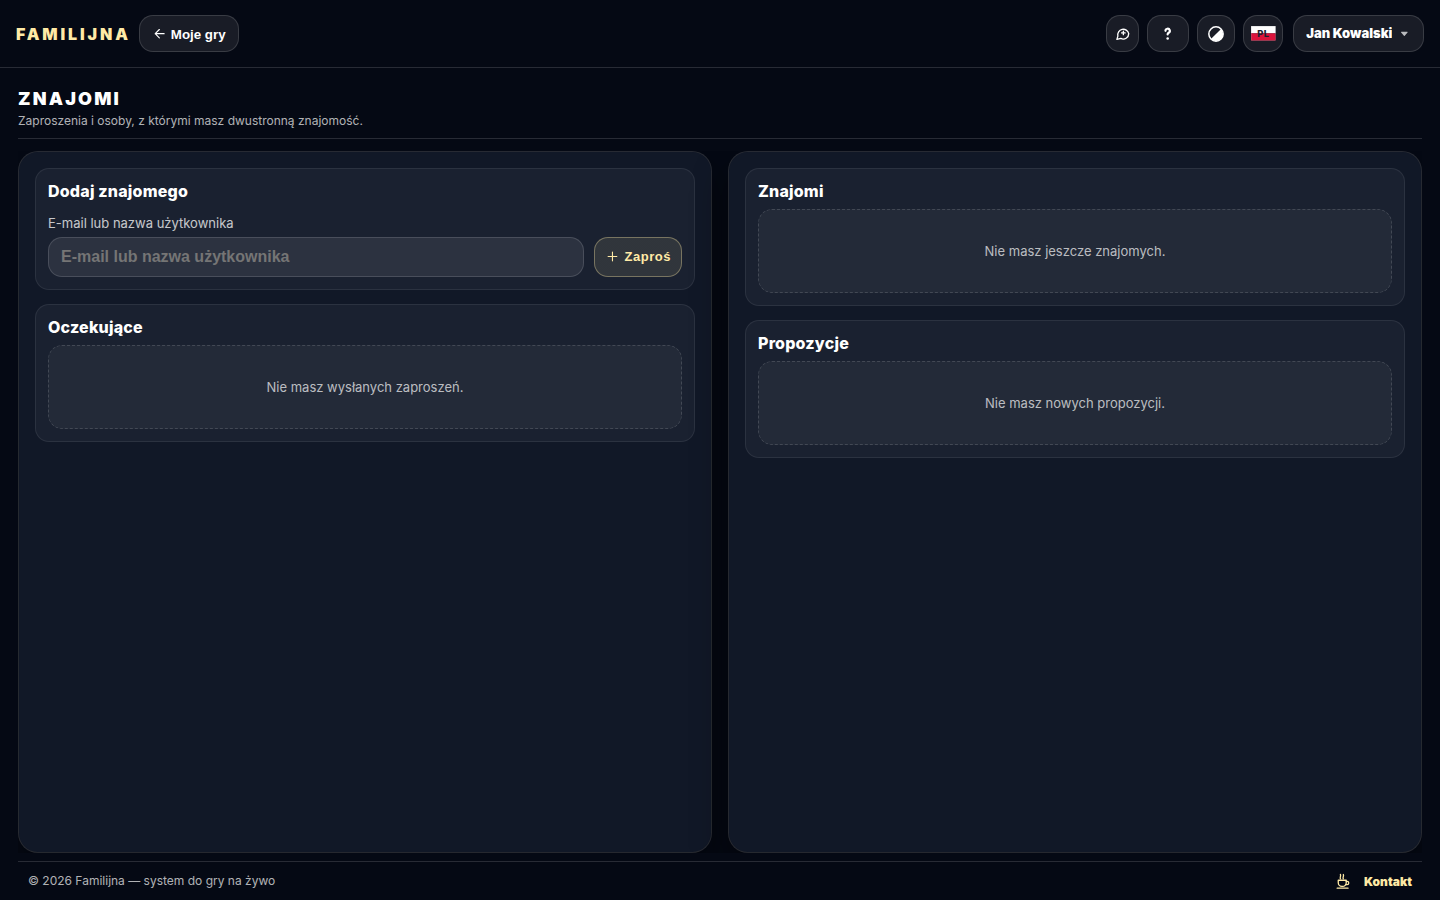 FAMILIJNA
← Moje gry
?
PL
Jan Kowalski
ZNAJOMI
Zaproszenia i osoby, z którymi masz dwustronną znajomość.
Dodaj znajomego
E-mail lub nazwa użytkownika
E-mail lub nazwa użytkownika
+ Zaproś
Oczekujące
Nie masz wysłanych zaproszeń.
Znajomi
Nie masz jeszcze znajomych.
Propozycje
Nie masz nowych propozycji.
© 2026 Familijna — system do gry na żywo
Kontakt